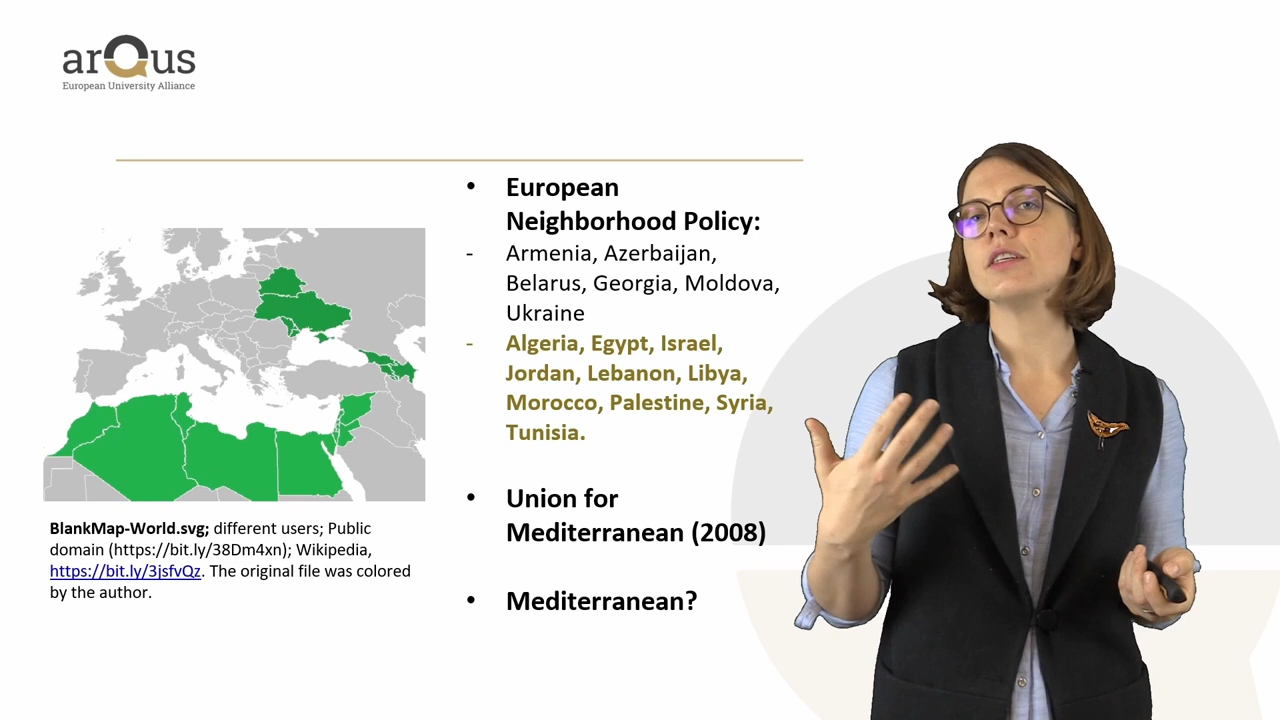 arQus
European University Alliance
• European
Neighborhood Policy:
- Armenia, Azerbaijan,
Belarus, Georgia, Moldova,
Ukraine
- Algeria, Egypt, Israel,
Jordan, Lebanon, Libya,
Morocco, Palestine, Syria,
Tunisia.
• Union for
Mediterranean (2008)
• Mediterranean?
BlankMap-World.svg; different users; Public
domain (https://bit.ly/38Dm4xn); Wikipedia,
https://bit.ly/3jsfvQz. The original file was colored
by the author.